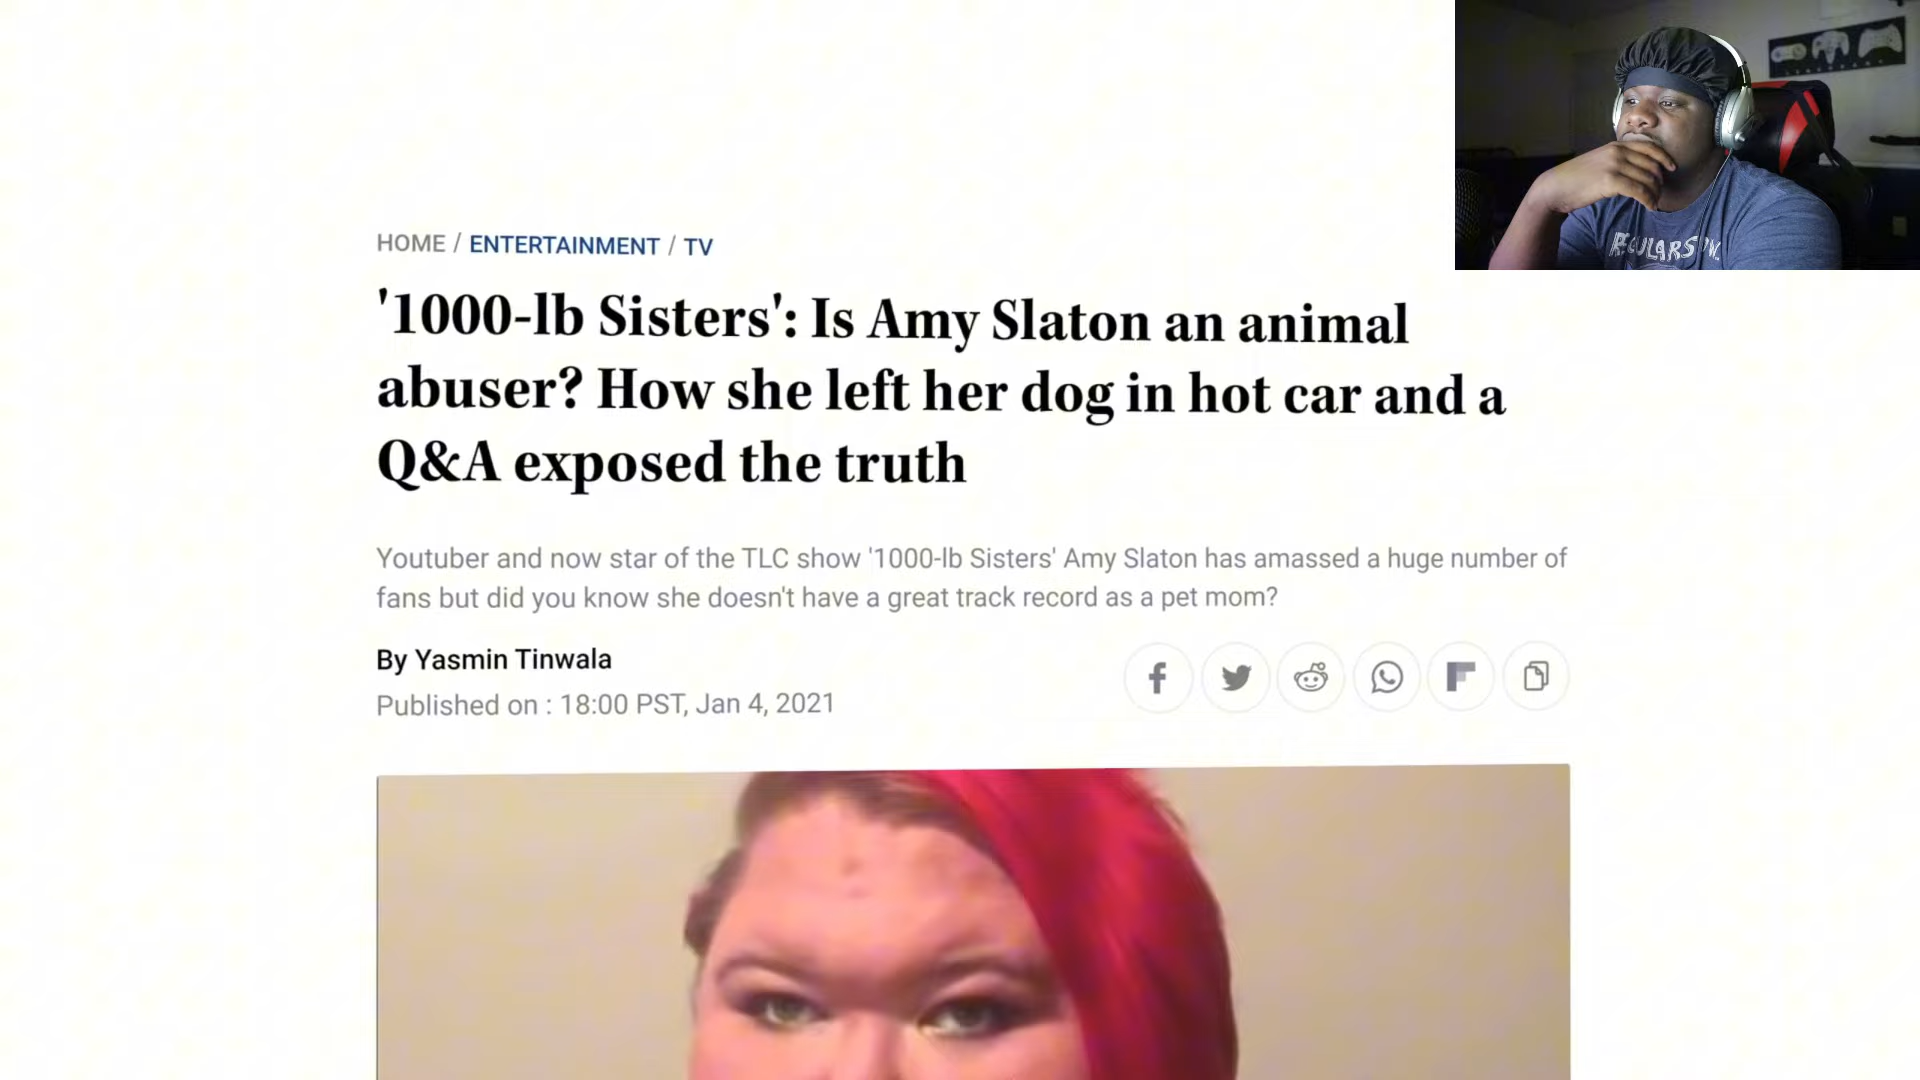 HOME / ENTERTAINMENT / TV
'1000-lb Sisters': Is Amy Slaton an animal
abuser? How she left her dog in hot car and a
Q&A exposed the truth
Youtuber and now star of the TLC show '1000-lb Sisters' Amy Slaton has amassed a huge number of
fans but did you know she doesn't have a great track record as a pet mom?
By Yasmin Tinwala
Published on : 18:00 PST, Jan 4, 2021